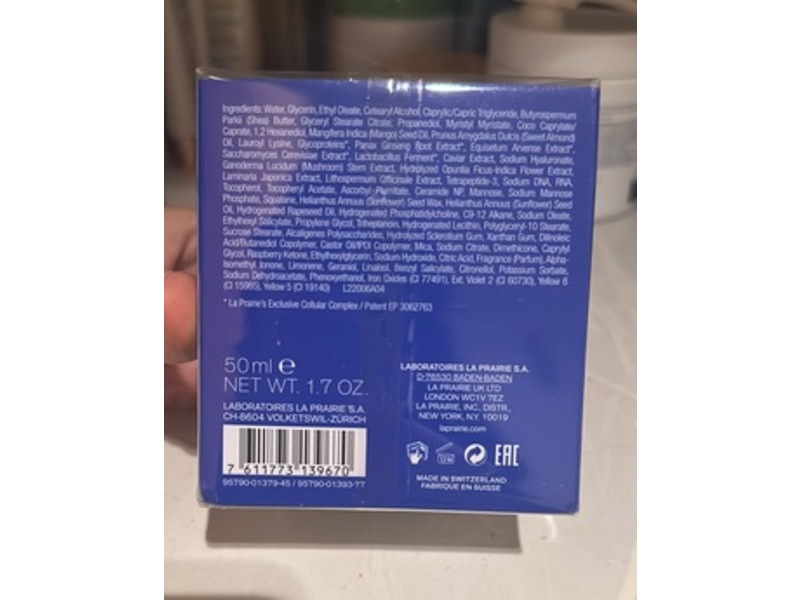 Ingredients: Water, Glycerin, Ethyl Oleate, Cetearyl Alcohol, Caprylic/Capric Triglyceride, Butyrospermum
Parkii (Shea) Butter, Glyceryl Stearate Citrate, Propanediol, Myristyl Myristate, Coco Caprylate/
Caprate, 1,2 Hexanediol, Mangifera Indica (Mango) Seed Oil, Prunus Amygdalus Dulcis (Sweet Almond)
Oil, Lauroyl Lysine, Glycoproteins*, Panax Ginseng Root Extract*, Equisetum Arvense Extract*,
Saccharomyces Cerevisiae Extract*, Lactobacillus Ferment*, Caviar Extract, Sodium Hyaluronate,
Ganoderma Lucidum (Mushroom) Stem Extract, Hydrolyzed Opuntia Ficus-Indica Flower Extract,
Laminaria Japonica Extract, Lithospermum Officinale Extract, Tetrapeptide-3, Sodium DNA, RNA,
Tocopherol, Tocopheryl Acetate, Ascorbyl Palmitate, Ceramide NP, Mannose, Sodium Mannose
Phosphate, Squalane, Helianthus Annuus (Sunflower) Seed Wax, Helianthus Annuus (Sunflower) Seed
Oil, Hydrogenated Rapeseed Oil, Hydrogenated Phosphatidylcholine, C9-12 Alkane, Sodium Oleate,
Ethylhexyl Salicylate, Propylene Glycol, Triheptanoin, Hydrogenated Lecithin, Polyglyceryl-10 Stearate,
Sucrose Stearate, Alcaligenes Polysaccharides, Hydrolyzed Sclerotium Gum, Xanthan Gum, Dilinoleic
Acid/Butanediol Copolymer, Castor Oil/IPDI Copolymer, Mica, Sodium Citrate, Dimethicone, Caprylyl
Glycol, Raspberry Ketone, Ethylhexylglycerin, Sodium Hydroxide, Citric Acid, Fragrance (Parfum), Alpha-
Isomethyl Ionone, Limonene, Geraniol, Linalool, Benzyl Salicylate, Citronellol, Potassium Sorbate,
Sodium Dehydroacetate, Phenoxyethanol, Iron Oxides (CI 77491), Ext. Violet 2 (CI 60730), Yellow 6
(CI 15985), Yellow 5 (CI 19140) L22006A04
* La Prairie's Exclusive Cellular Complex / Patent EP 3062763
50 ml e
NET WT. 1.7 OZ.
LABORATOIRES LA PRAIRIE S.A.
CH-8604 VOLKETSWIL-ZÜRICH
7 611773 139670
95790-01379-45 / 95790-01393-77
LABORATOIRES LA PRAIRIE S.A.
D-76530 BADEN-BADEN
LA PRAIRIE UK LTD
LONDON WC1V 7EZ
LA PRAIRIE, INC., DISTR.,
NEW YORK, N.Y. 10019
laprairie.com
12 M
EAC
MADE IN SWITZERLAND
FABRIQUÉ EN SUISSE